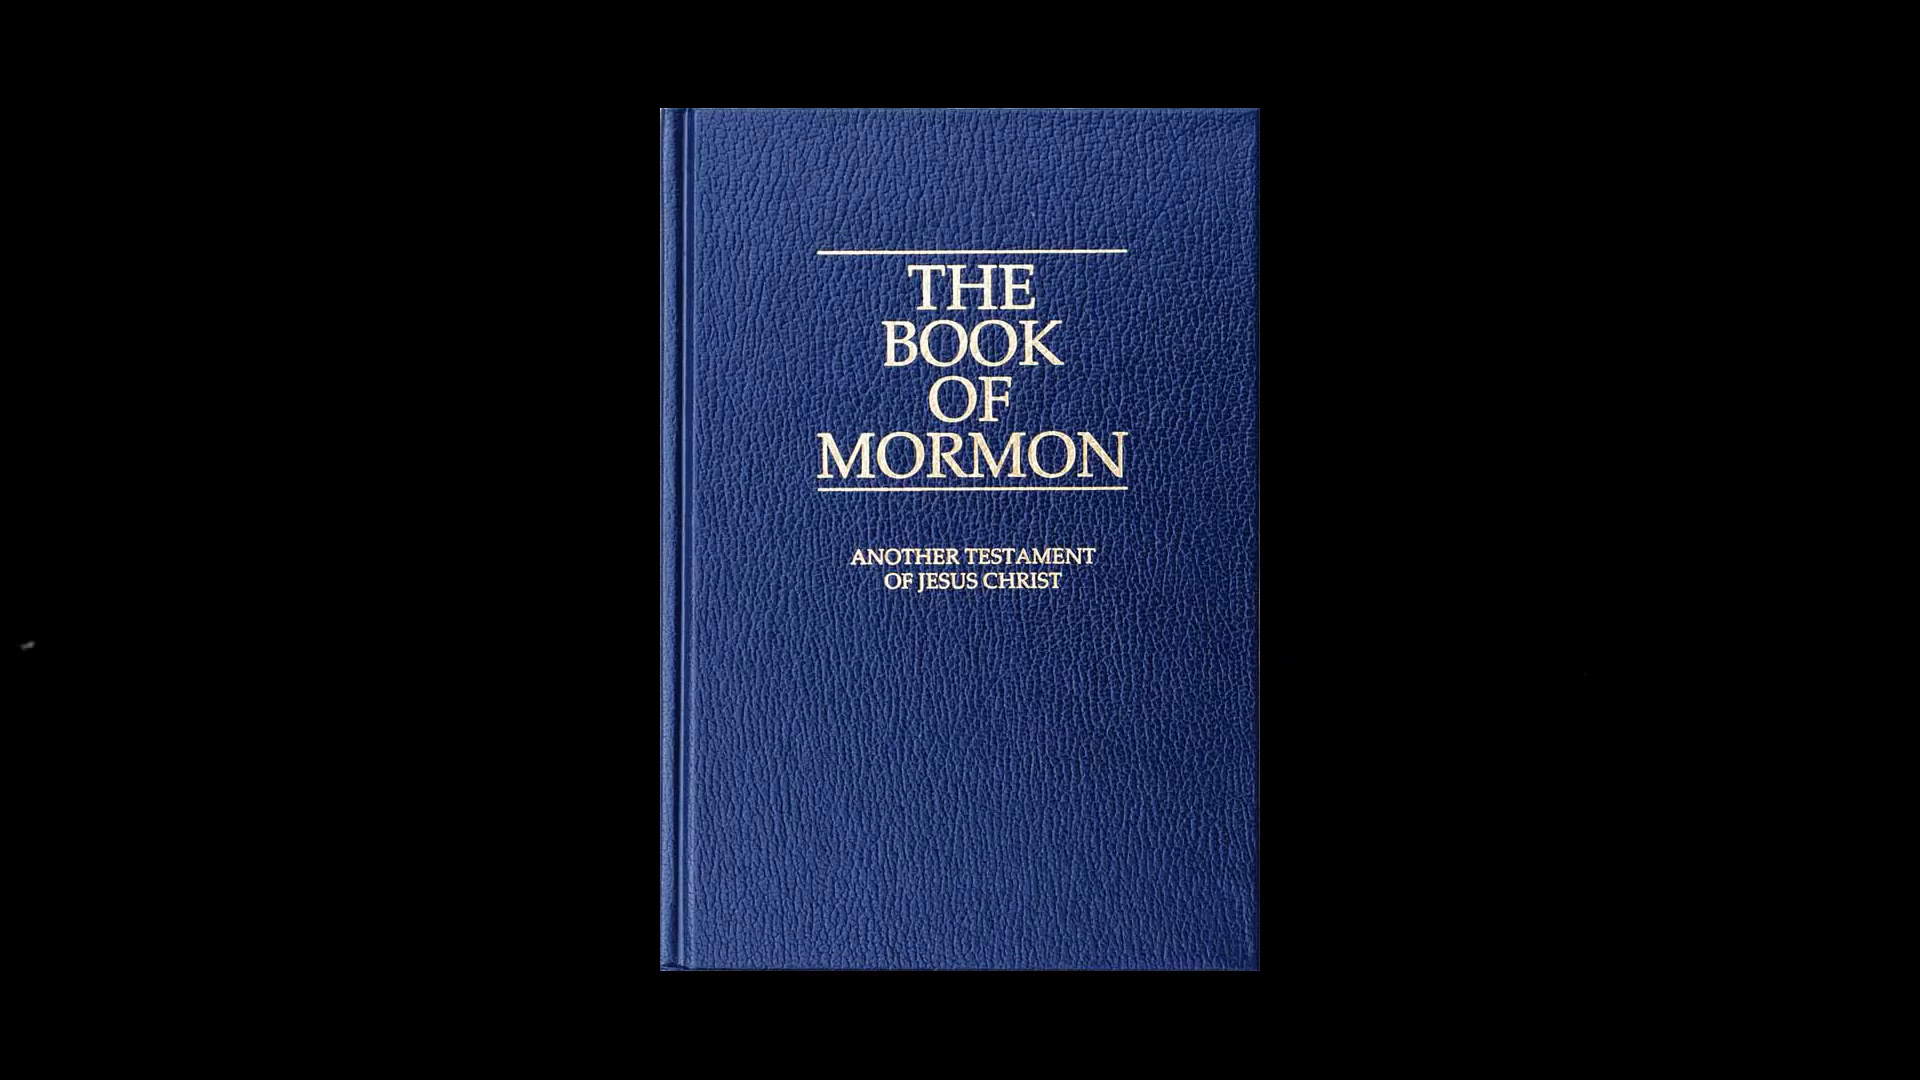 THE
BOOK
OF
MORMON
ANOTHER TESTAMENT
OF JESUS CHRIST